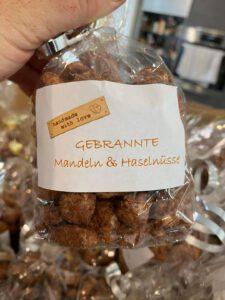 handmade
with love
GEBRANNTE
Mandeln & Haselnüsse